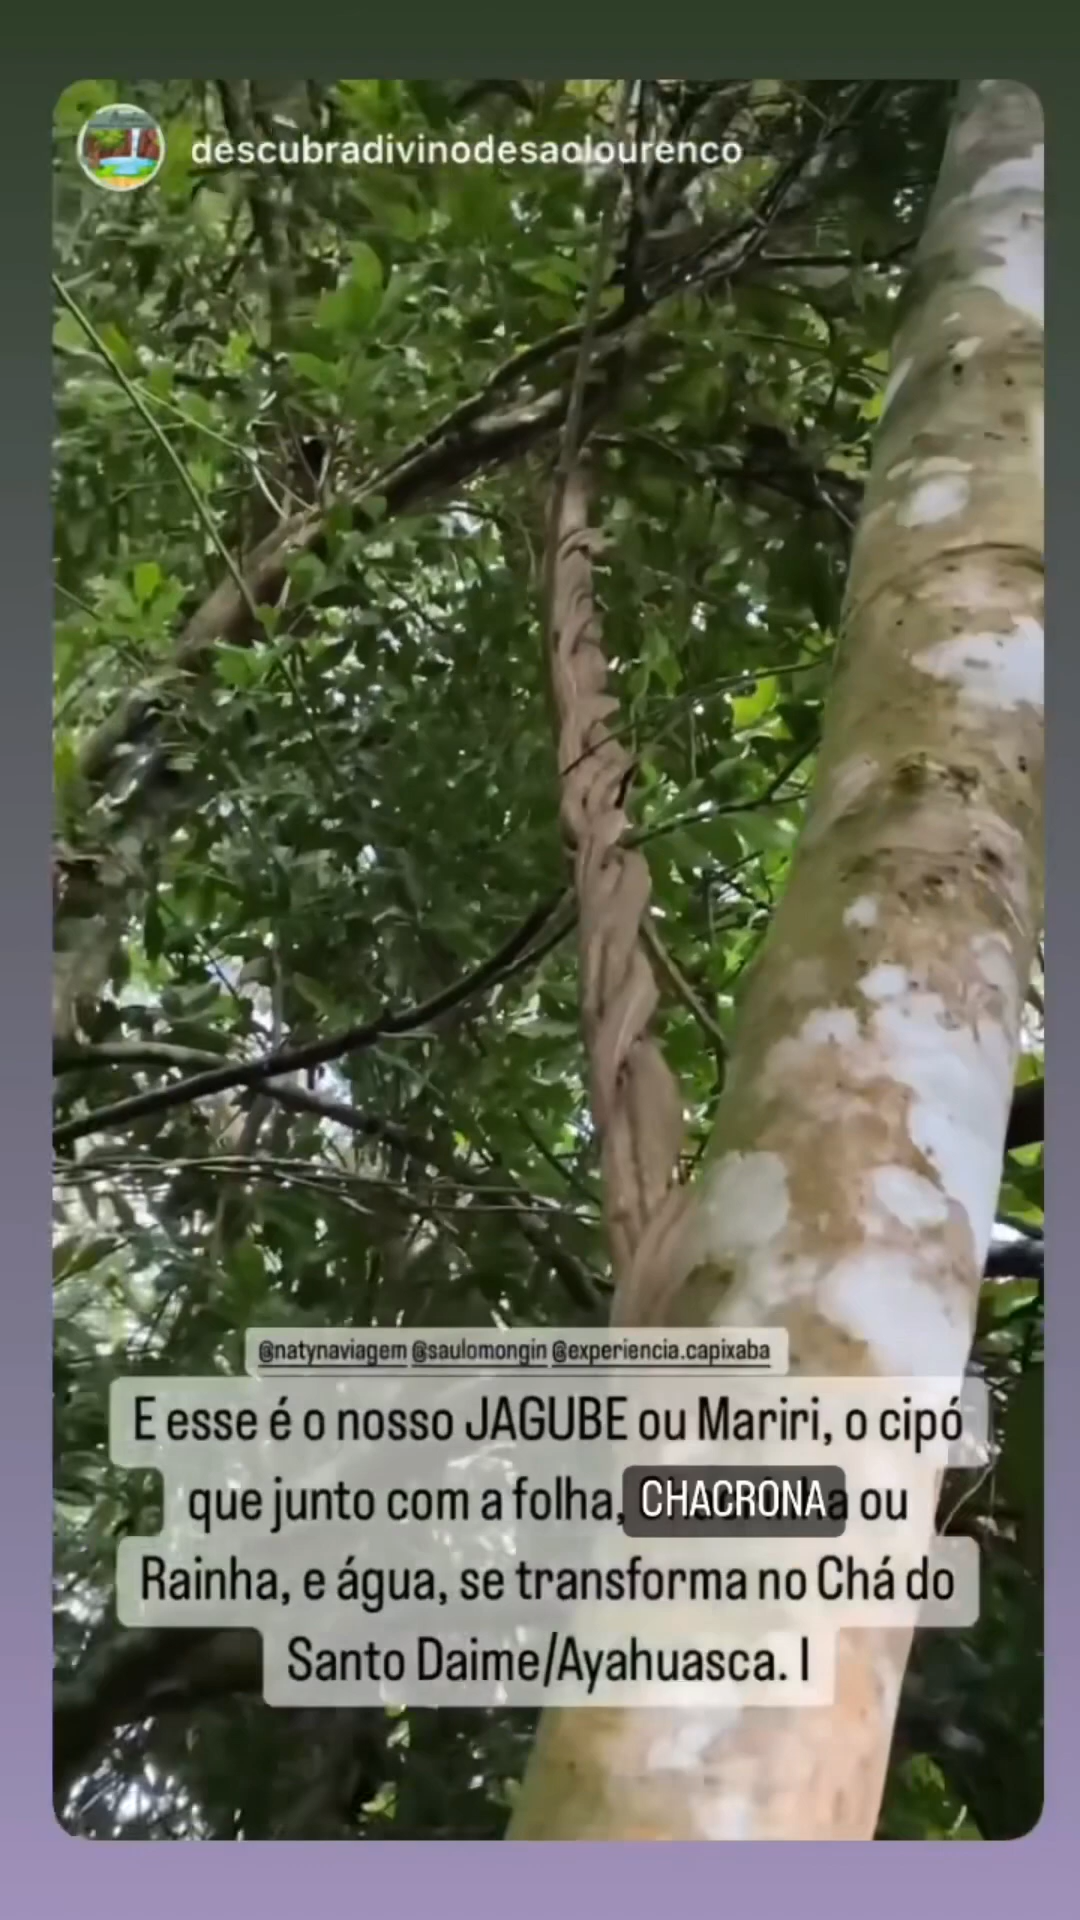 descubradivinodesaolourenco
@natynaviagem @saulomongin @experiencia.capixaba
E esse é o nosso JAGUBE ou Mariri, o cipó
que junto com a folha, CHACRONA ou
Rainha, e água, se transforma no Chá do
Santo Daime/Ayahuasca. I